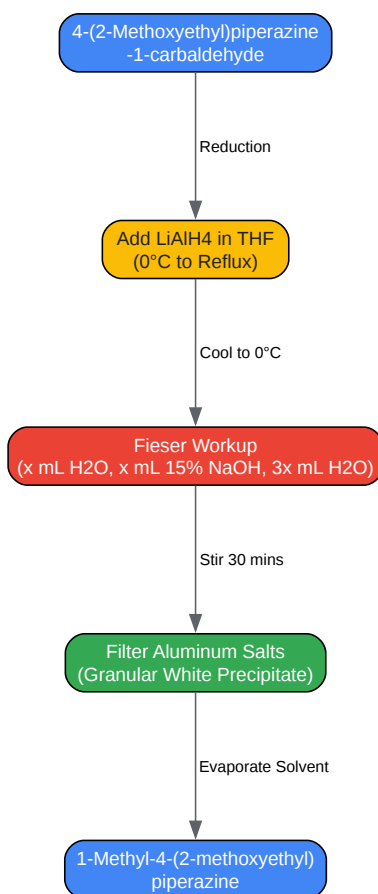 4-(2-Methoxyethyl)piperazine
-1-carbaldehyde
Reduction
Add LiAlH4 in THF
(0°C to Reflux)
Cool to 0°C
Fieser Workup
(x mL H2O, x mL 15% NaOH, 3x mL H2O)
Stir 30 mins
Filter Aluminum Salts
(Granular White Precipitate)
Evaporate Solvent
1-Methyl-4-(2-methoxyethyl)
piperazine